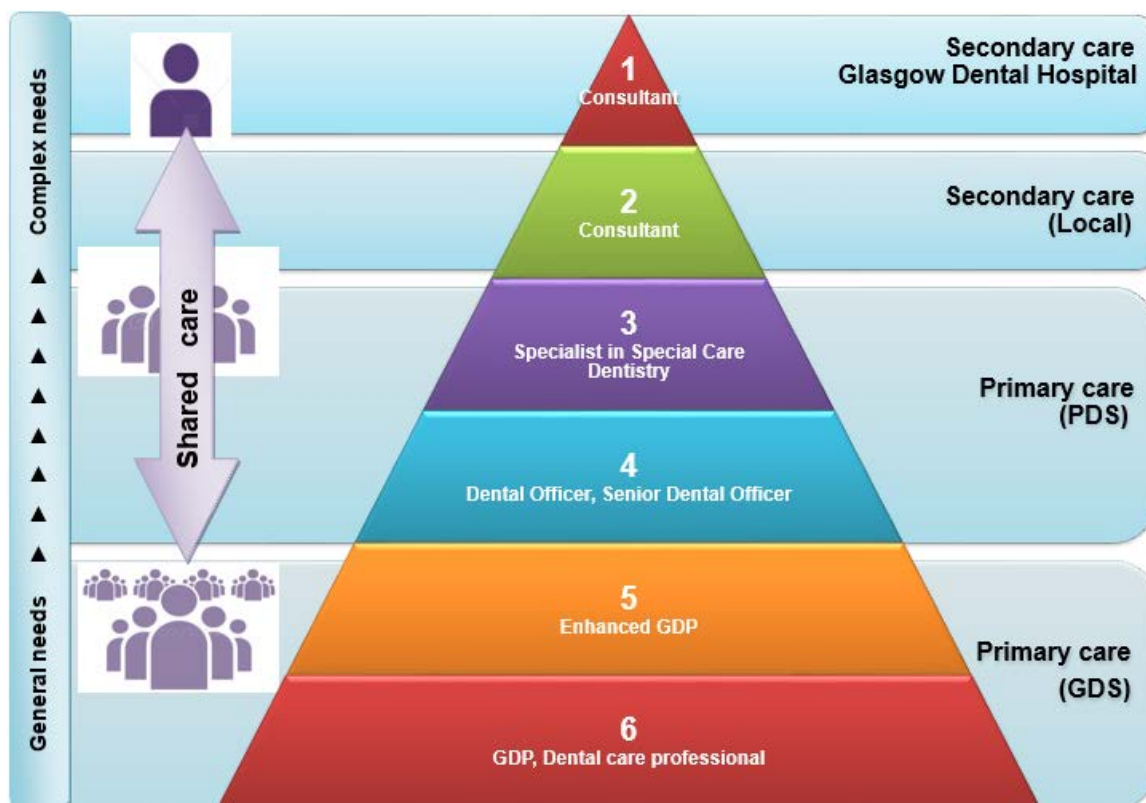 Complex needs
General needs
Shared care
1
Consultant
Secondary care
Glasgow Dental Hospital
2
Consultant
Secondary care
(Local)
3
Specialist in Special Care
Dentistry
4
Dental Officer, Senior Dental Officer
Primary care
(PDS)
5
Enhanced GDP
6
GDP, Dental care professional
Primary care
(GDS)